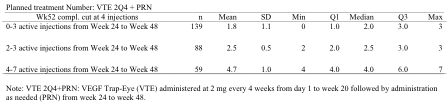 Planned treatment Number: VTE 2Q4 + PRN
Wk52 compl. cut at 4 injections n Mean SD Min Q1 Median Q3 Max
0-3 active injections from Week 24 to Week 48 139 1.8 1.1 0 1.0 2.0 3.0 3
2-3 active injections from Week 24 to Week 48 88 2.5 0.5 2 2.0 2.5 3.0 3
4-7 active injections from Week 24 to Week 48 59 4.7 1.0 4 4.0 4.0 6.0 7
Note: VTE 2Q4+PRN: VEGF Trap-Eye (VTE) administered at 2 mg every 4 weeks from day 1 to week 20 followed by administration
as needed (PRN) from week 24 to week 48.